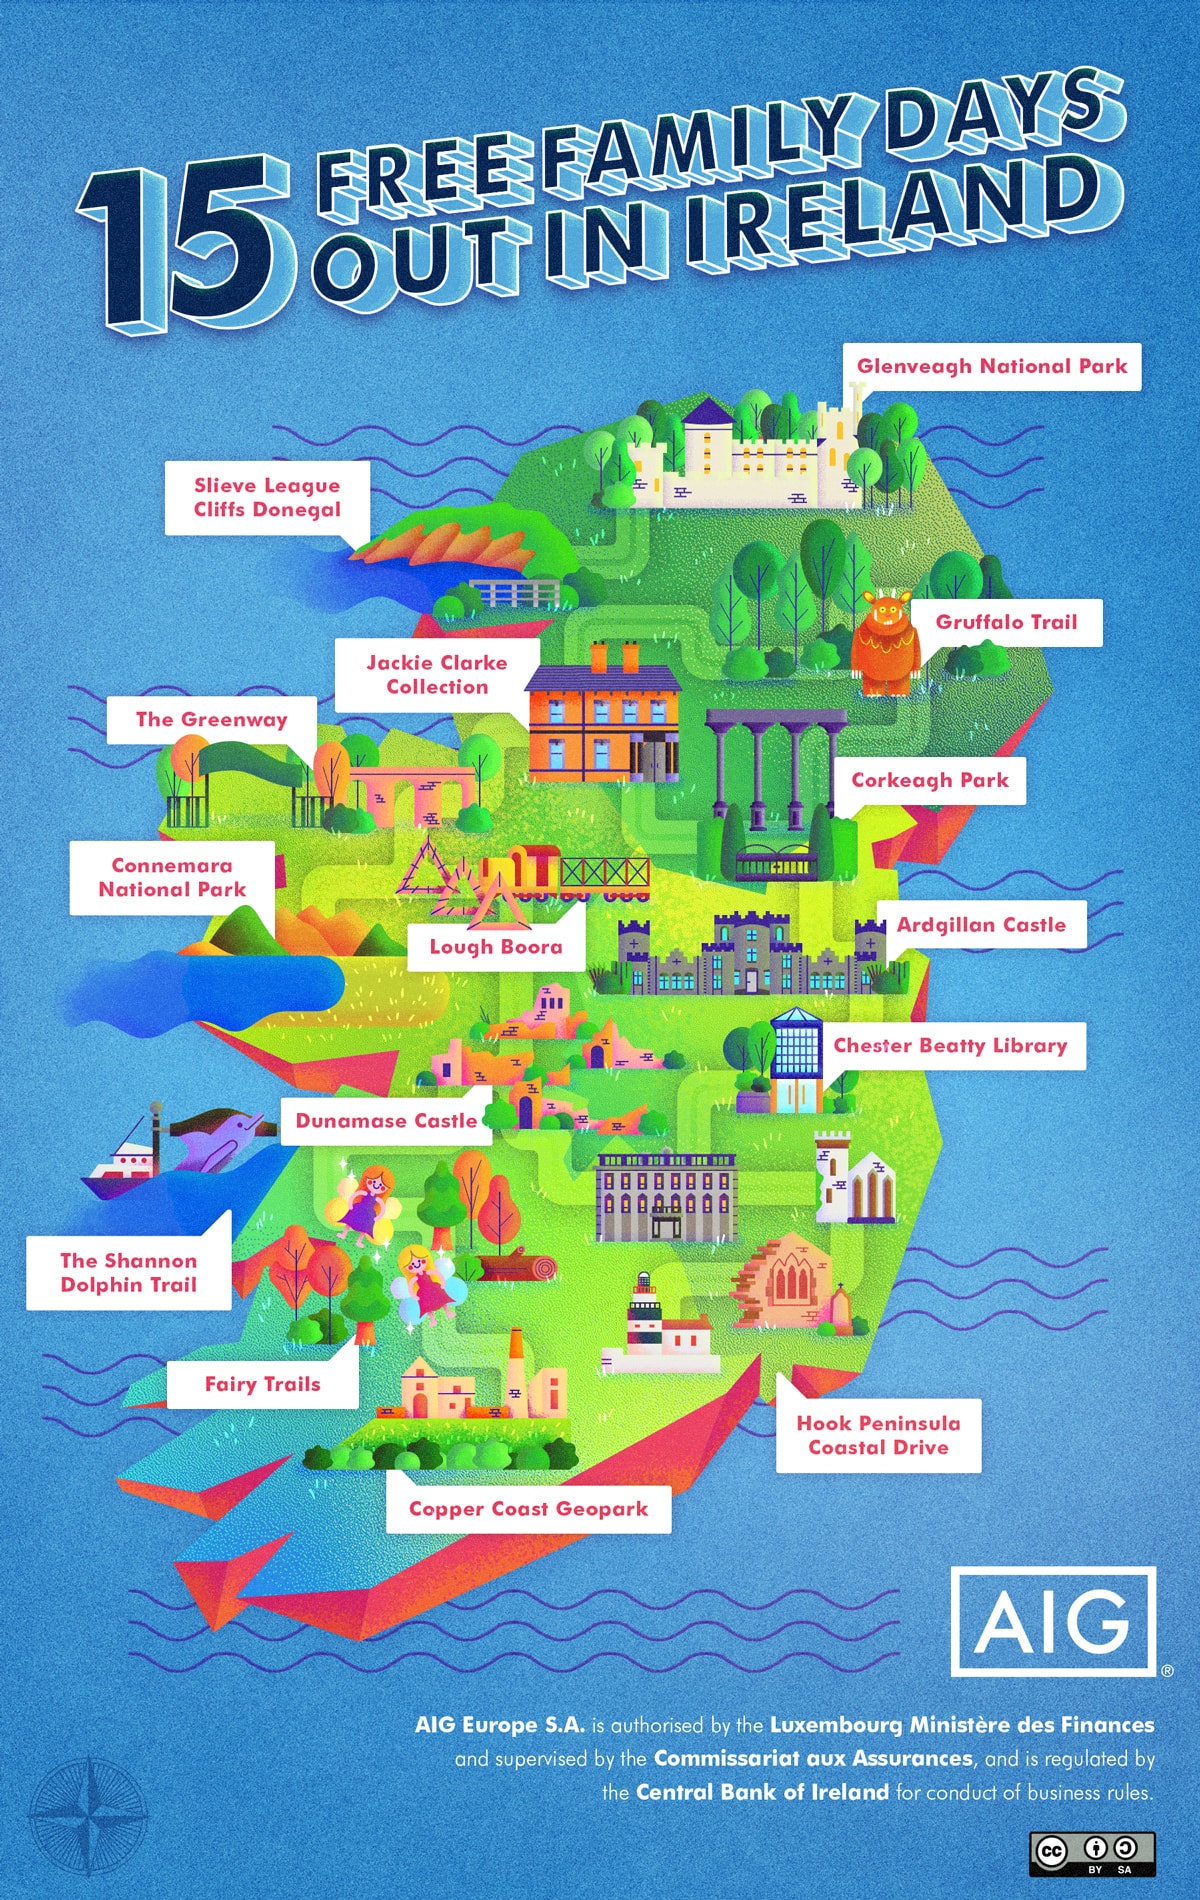 15 FREE FAMILY DAYS
OUT IN IRELAND
Glenveagh National Park
Slieve League
Cliffs Donegal
Gruffalo Trail
Jackie Clarke
Collection
The Greenway
Corkeagh Park
Connemara
National Park
Lough Boora
Ardgillan Castle
Chester Beatty Library
Dunamase Castle
The Shannon
Dolphin Trail
Fairy Trails
Hook Peninsula
Coastal Drive
Copper Coast Geopark
AIG®
AIG Europe S.A. is authorised by the Luxembourg Ministère des Finances
and supervised by the Commissariat aux Assurances, and is regulated by
the Central Bank of Ireland for conduct of business rules.
cc
BY SA